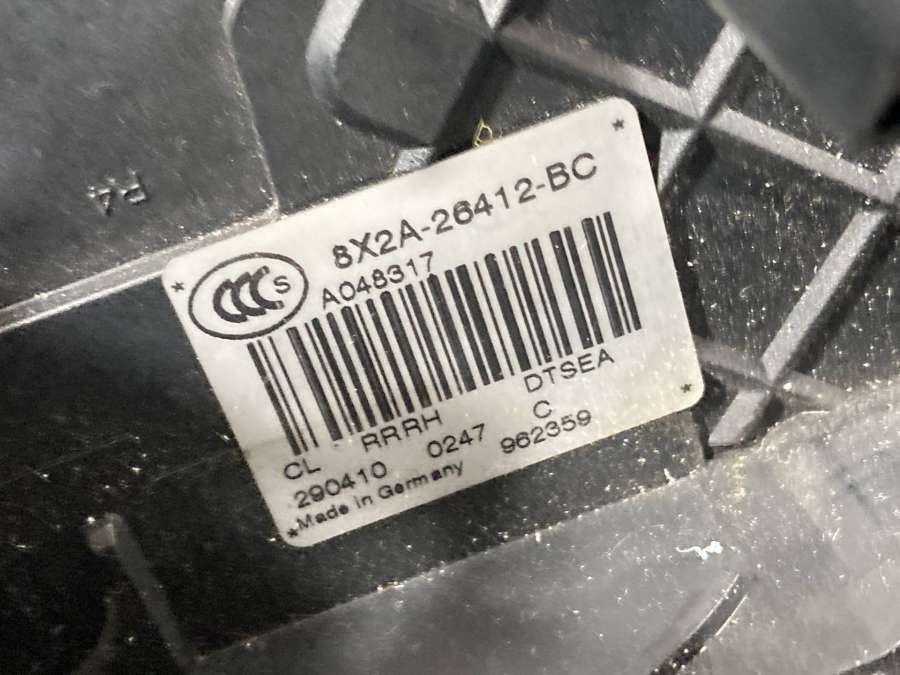 8X2A-26412-BC
CCC S
A048317
CL RRRH DTSEA
290410 0247 C
Made in Germany 962359
P4